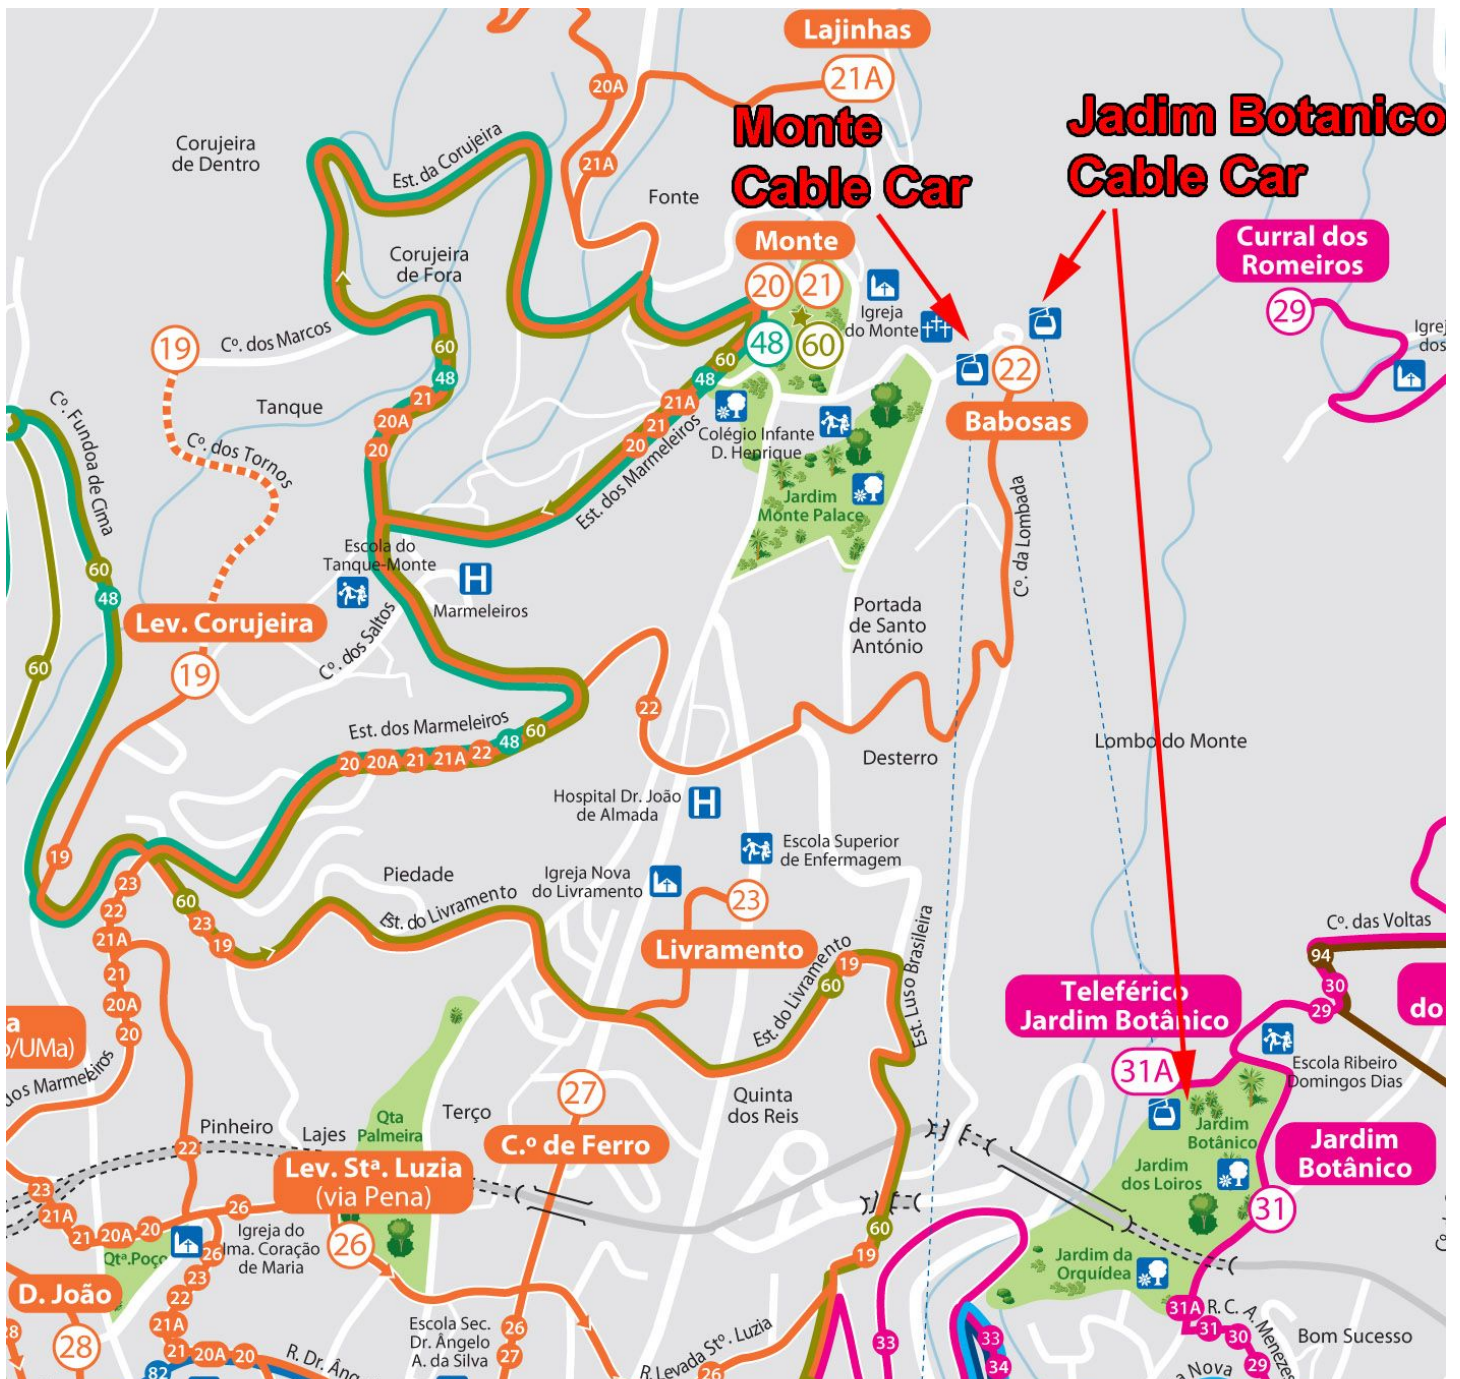 Lajinhas
21A
20A
Monte
Cable Car
Jadim Botanico
Cable Car
Corujeira
de Dentro
Est. da Corujeira
21A
Fonte
Monte
20
21
48
60
Igreja
do Monte
Curral dos
Romeiros
29
Corujeira
de Fora
19
Cº. dos Marcos
60
48
21
20A
20
60
48
21A
21
20
22
Babosas
Tanque
Cº. dos Tornos
Cº. Fundoa de Cima
Est. dos Marmeleiros
Colégio Infante
D. Henrique
Jardim
Monte Palace
Cº. da Lombada
60
48
60
Escola do
Tanque-Monte
H
Marmeleiros
Lev. Corujeira
19
Cº. dos Saltos
Portada
de Santo
António
22
Est. dos Marmeleiros
20
20A
21
21A
22
48
60
Desterro
Lombo do Monte
Hospital Dr. João
de Almada
H
Escola Superior
de Enfermagem
19
Piedade
Igreja Nova
do Livramento
23
Est. do Livramento
23
22
21A
21
20A
20
60
23
19
Livramento
Est. do Livramento
19
60
Est. Luso Brasileira
Cº. das Voltas
94
30
29
Teleférico
Jardim Botânico
31A
do
a
o/UMa)
dos Marmeleiros
Escola Ribeiro
Domingos Dias
27
Quinta
dos Reis
Pinheiro
Lajes
Qta
Palmeira
Terço
C.º de Ferro
Jardim
Botânico
Jardim
dos Loiros
Jardim
Botânico
31
22
Lev. Stª. Luzia
(via Pena)
26
23
21A
21
20A
20
26
26
Qtª.Poço
Igreja do
Ima. Coração
de Maria
60
19
Jardim da
Orquídea
D. João
28
28
23
22
21A
21
20A
20
82
R. Dr. Âng
Escola Sec.
Dr. Ângelo
A. da Silva
26
27
R. Levada Stº. Luzia
26
33
33
34
31A
31
30
29
R. C. A. Menezes
Bom Sucesso
a Nova